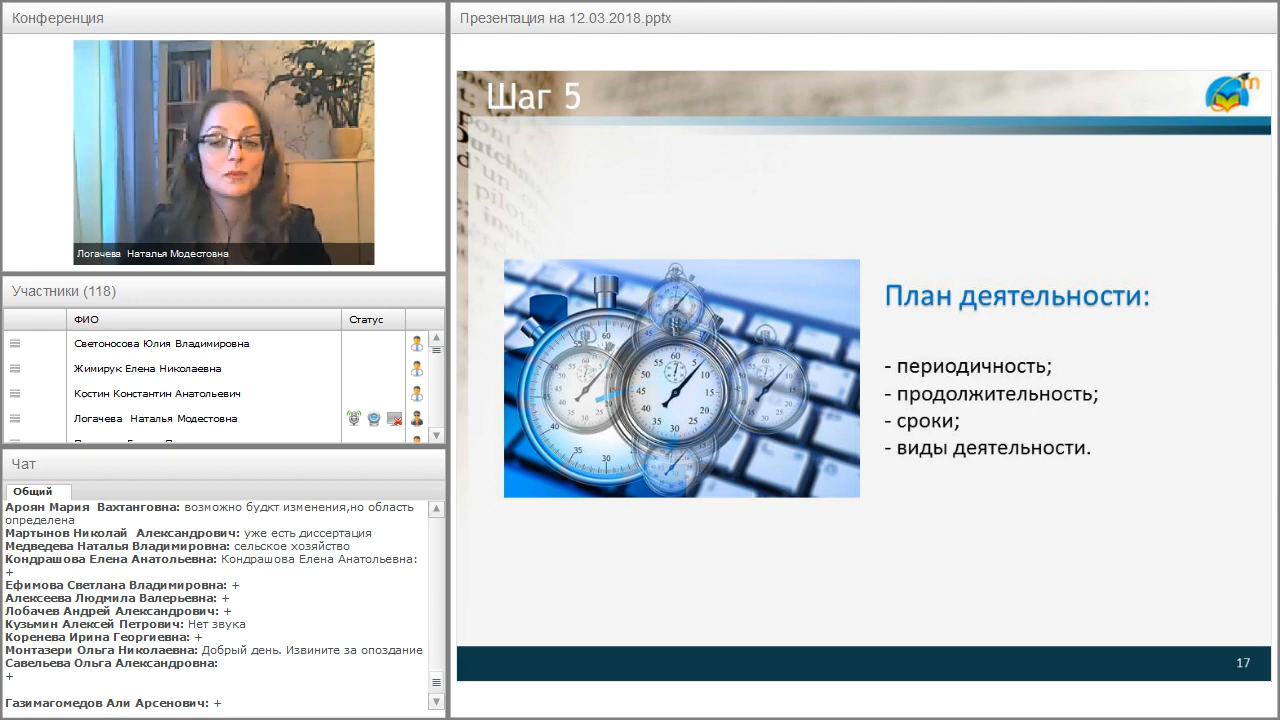 Конференция
Логачева  Наталья Модестовна
Участники (118)
ФИО Статус
Светоносова Юлия Владимировна
Жимирук Елена Николаевна
Костин Константин Анатольевич
Логачева  Наталья Модестовна
Чат
Общий
Ароян Мария  Вахтанговна: возможно будкт изменения,но область
определена
Мартынов Николай  Александрович: уже есть диссертация
Медведева Наталья Владимировна: сельское хозяйство
Кондрашова Елена Анатольевна: Кондрашова Елена Анатольевна:
+
Ефимова Светлана Владимировна: +
Алексеева Людмила Валерьевна: +
Лобачев Андрей Александрович: +
Кузьмин Алексей Петрович: Нет звука
Коренева Ирина Георгиевна: +
Монтазери Ольга Николаевна: Добрый день. Извините за опоздание
Савельева Ольга Александровна:
+
Газимагомедов Али Арсенович: +
Презентация на 12.03.2018.pptx
Шаг 5
План деятельности:
- периодичность;
- продолжительность;
- сроки;
- виды деятельности.
17